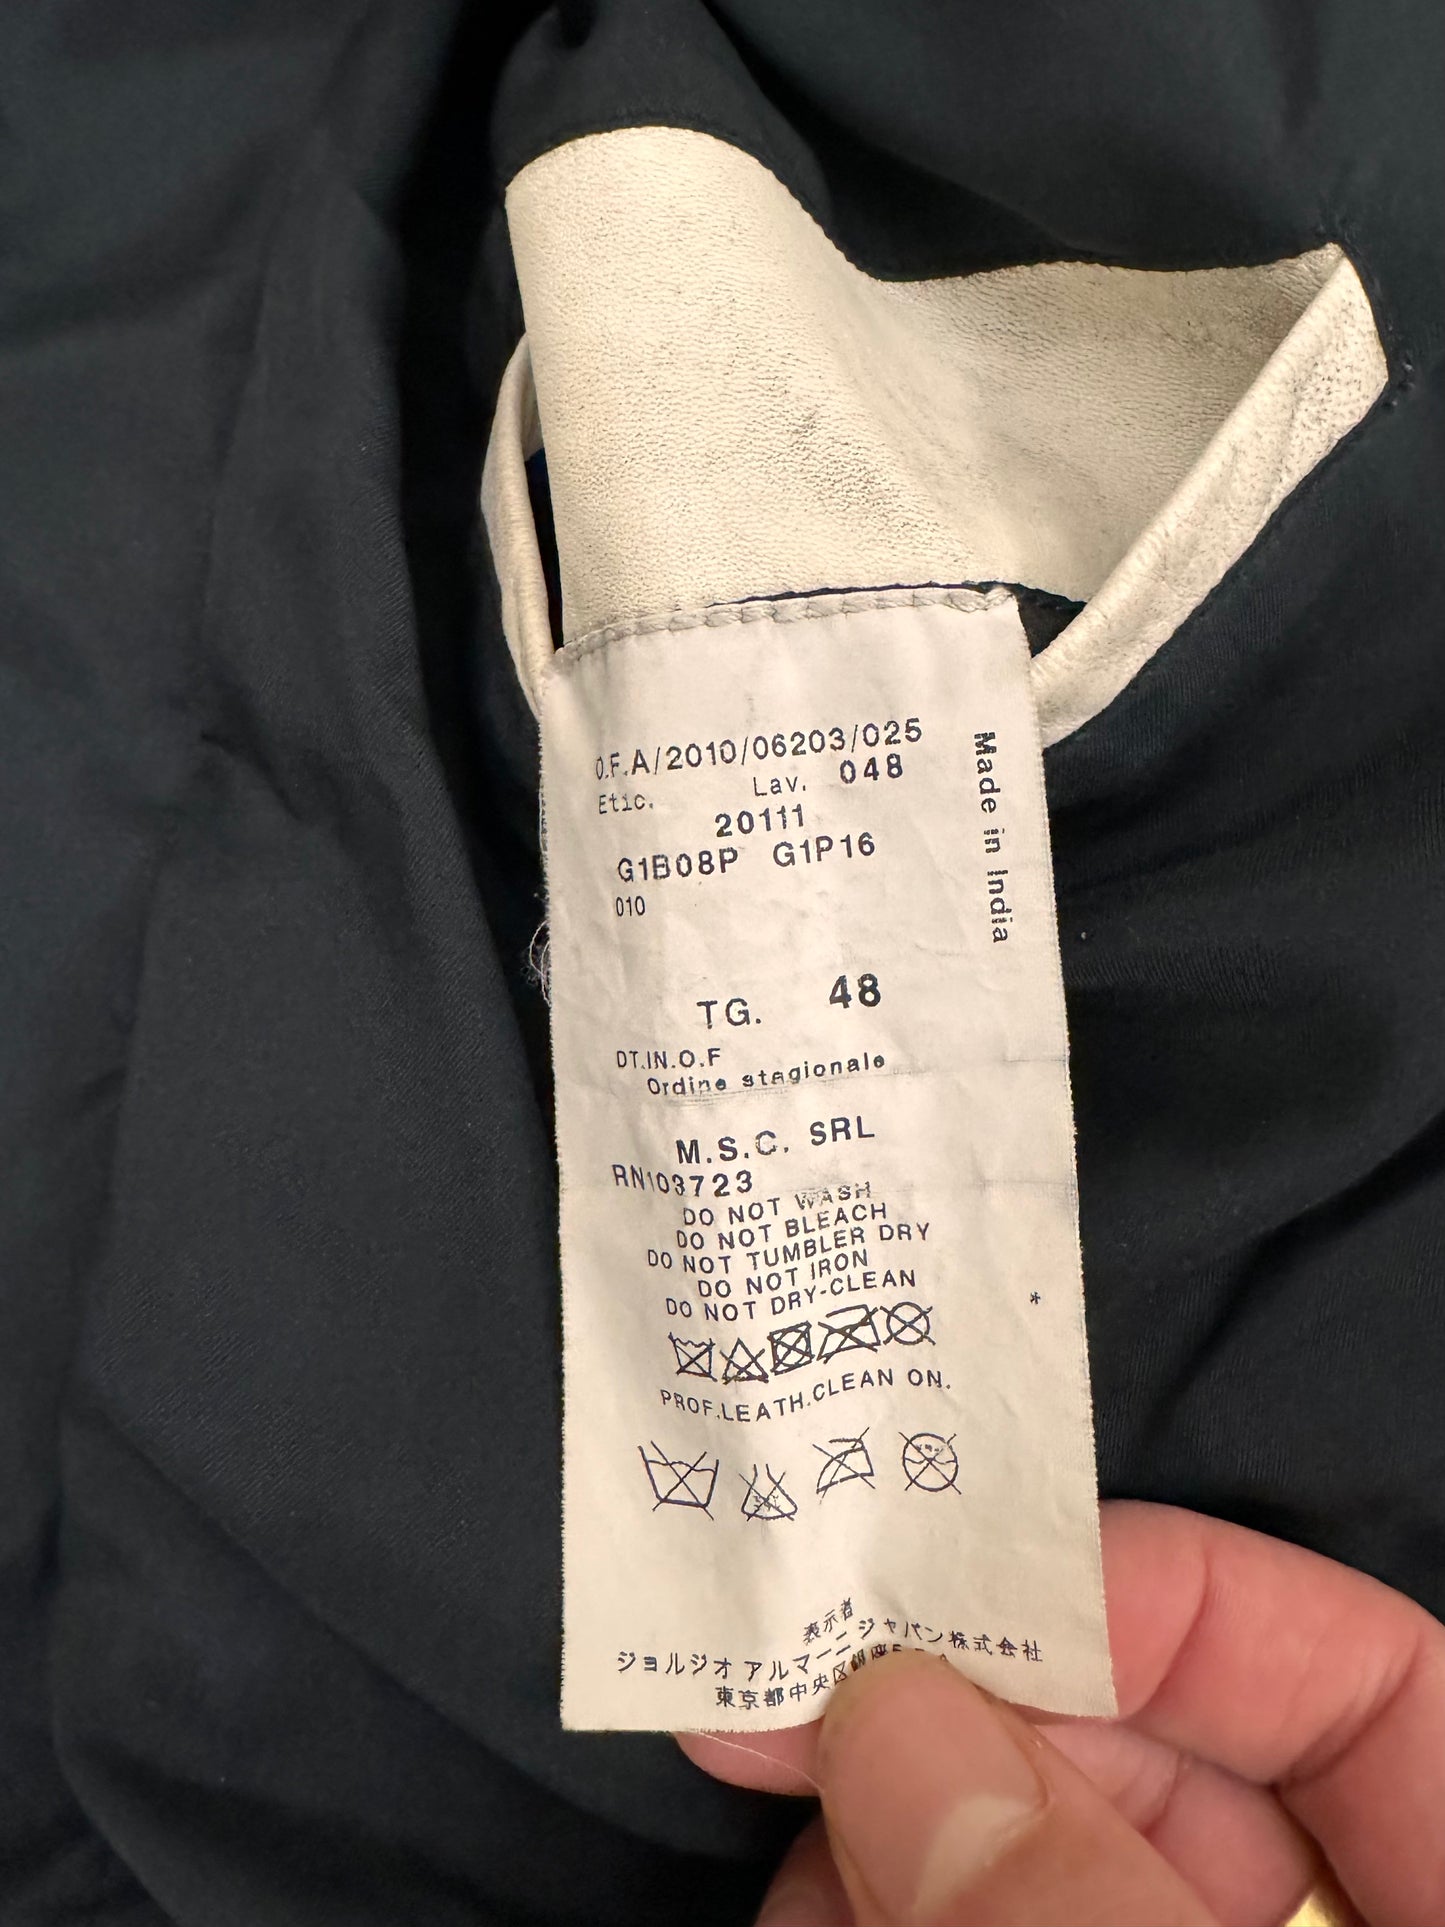 O.F.A/2010/06203/025
Etic. Lav. 048
20111
G1B08P G1P16
010
Made in India
TG. 48
DT.IN.O.F
Ordine stagionale
M.S.C. SRL
RN103723
DO NOT WASH
DO NOT BLEACH
DO NOT TUMBLER DRY
DO NOT IRON
DO NOT DRY-CLEAN
*
PROF.LEATH.CLEAN ON.
表示者
ジョルジオ アルマーニ ジャパン株式会社
東京都中央区銀座